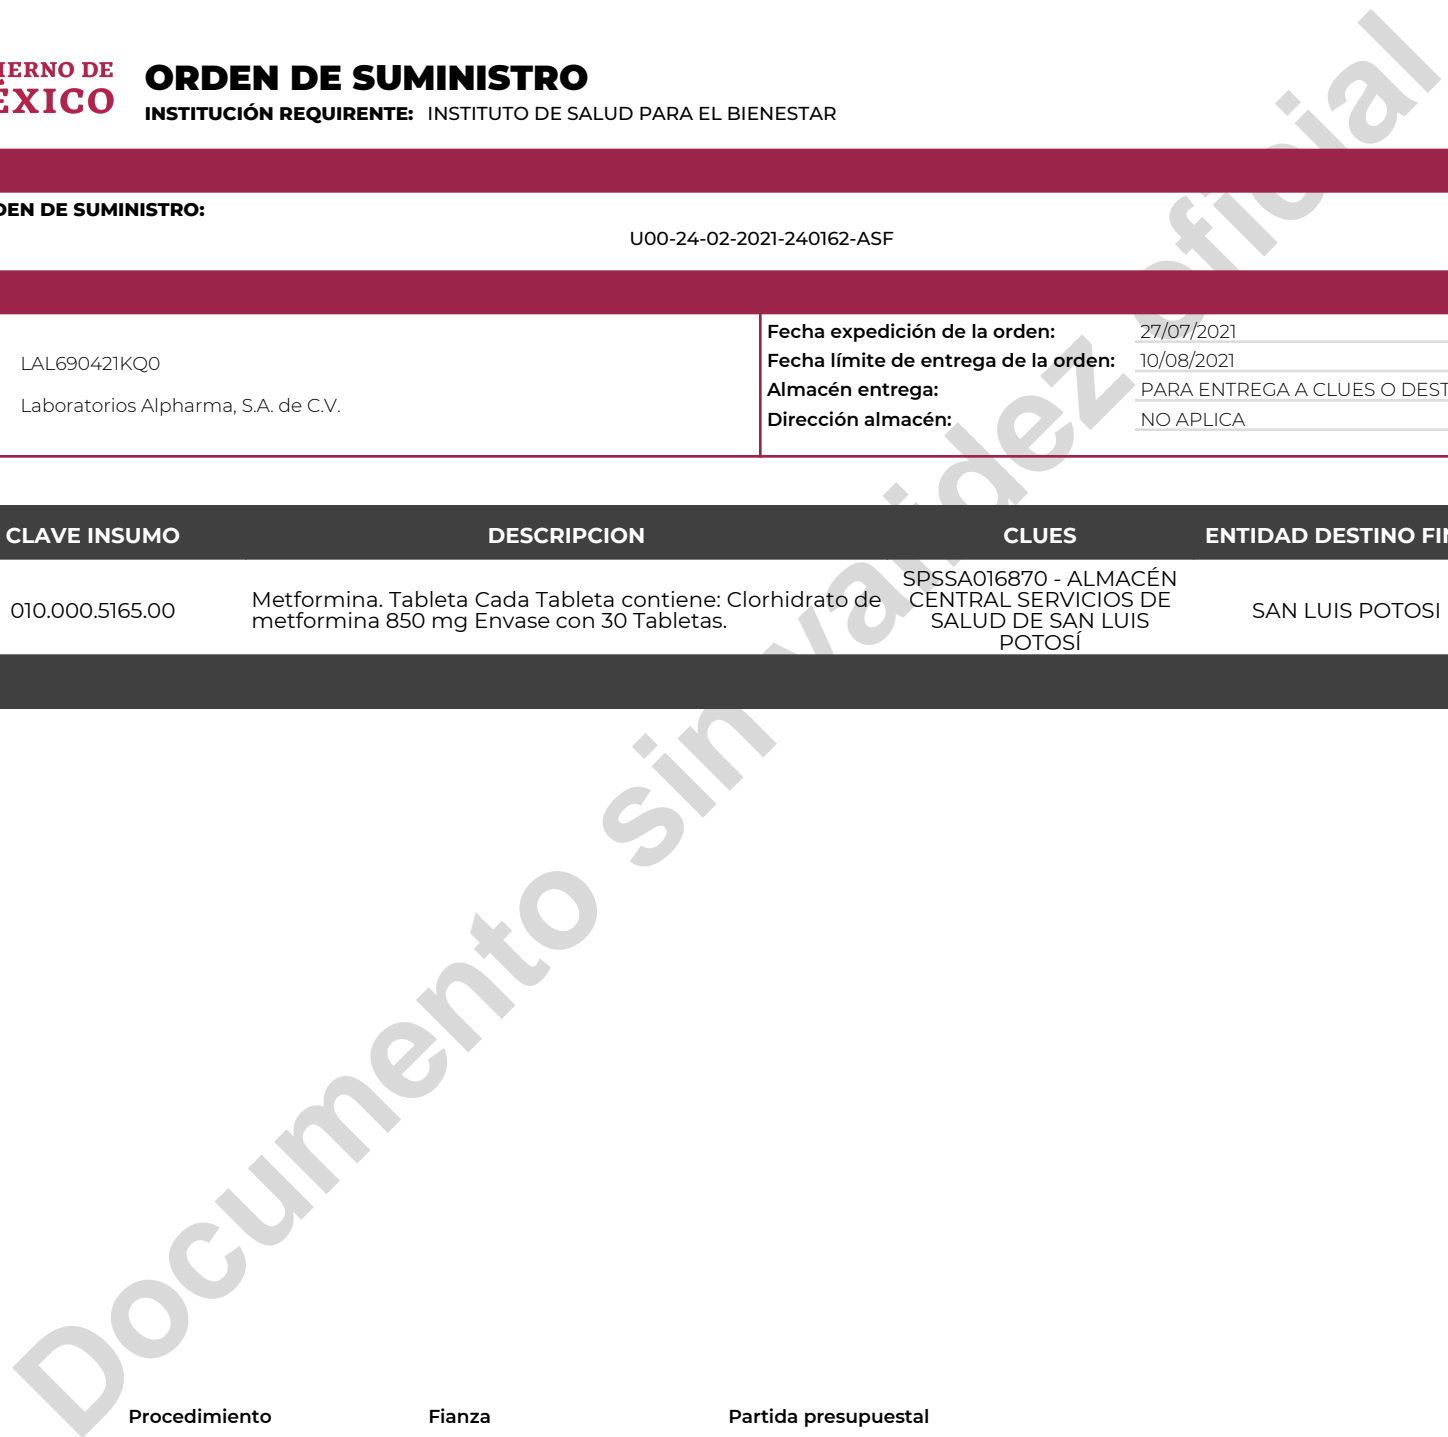 IERNO DE
ÉXICO
ORDEN DE SUMINISTRO
INSTITUCIÓN REQUIRENTE: INSTITUTO DE SALUD PARA EL BIENESTAR
DEN DE SUMINISTRO:
U00-24-02-2021-240162-ASF
LAL690421KQ0
Laboratorios Alpharma, S.A. de C.V.
Fecha expedición de la orden: 27/07/2021
Fecha límite de entrega de la orden: 10/08/2021
Almacén entrega: PARA ENTREGA A CLUES O DEST
Dirección almacén: NO APLICA
CLAVE INSUMO DESCRIPCION CLUES ENTIDAD DESTINO FIN
010.000.5165.00
Metformina. Tableta Cada Tableta contiene: Clorhidrato de
metformina 850 mg Envase con 30 Tabletas.
SPSSA016870 - ALMACÉN
CENTRAL SERVICIOS DE
SALUD DE SAN LUIS
POTOSÍ
SAN LUIS POTOSI
Documento sin validez oficial
Procedimiento Fianza Partida presupuestal